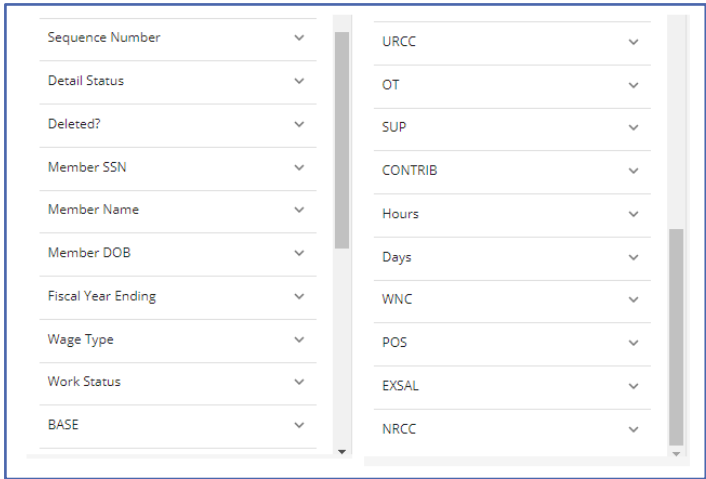 Sequence Number
Detail Status
Deleted?
Member SSN
Member Name
Member DOB
Fiscal Year Ending
Wage Type
Work Status
BASE
URCC
OT
SUP
CONTRIB
Hours
Days
WNC
POS
EXSAL
NRCC